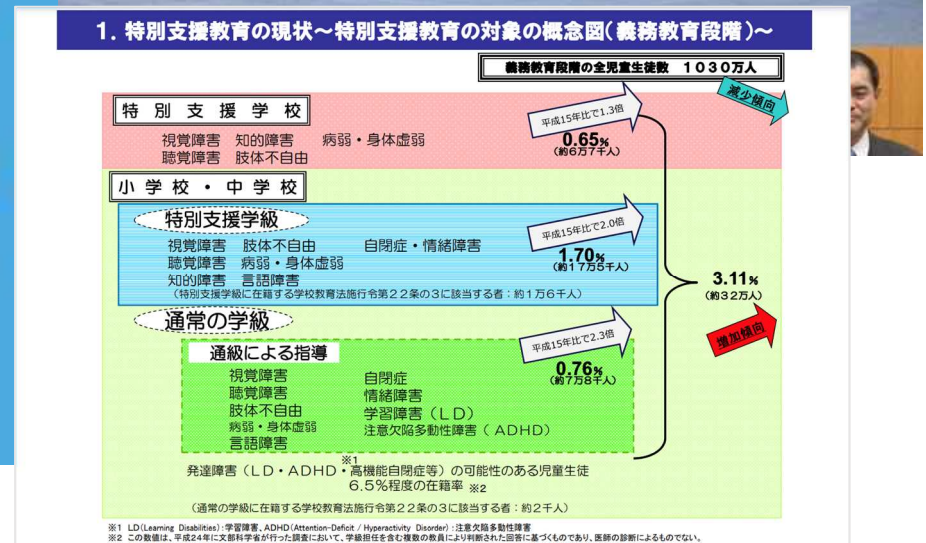 1．特別支援教育の現状～特別支援教育の対象の概念図（義務教育段階）～
義務教育段階の全児童生徒数　１０３０万人
減少傾向
特別支援学校
平成15年比で1.3倍
視覚障害　知的障害　病弱・身体虚弱
聴覚障害　肢体不自由
0.65％
（約６万７千人）
小学校・中学校
特別支援学級
平成15年比で2.0倍
視覚障害　肢体不自由　自閉症・情緒障害
聴覚障害　病弱・身体虚弱
知的障害　言語障害
1.70％
（約１７万５千人）
（特別支援学級に在籍する学校教育法施行令第２２条の３に該当する者：約１万６千人）
3.11％
（約３２万人）
増加傾向
通常の学級
平成15年比で2.3倍
通級による指導
0.76％
（約７万８千人）
視覚障害　自閉症
聴覚障害　情緒障害
肢体不自由　学習障害（ＬＤ）
病弱・身体虚弱　注意欠陥多動性障害（ＡＤＨＤ）
言語障害
※1
発達障害（ＬＤ・ＡＤＨＤ・高機能自閉症等）の可能性のある児童生徒
６.５％程度の在籍率 ※2
（通常の学級に在籍する学校教育法施行令第２２条の３に該当する者：約２千人）
※１　LD（Learning Disabilities）：学習障害、ADHD（Attention-Deficit / Hyperactivity Disorder）：注意欠陥多動性障害
※２　この数値は、平成２４年に文部科学省が行った調査において、学級担任を含む複数の教員により判断された回答に基づくものであり、医師の診断によるものでない。